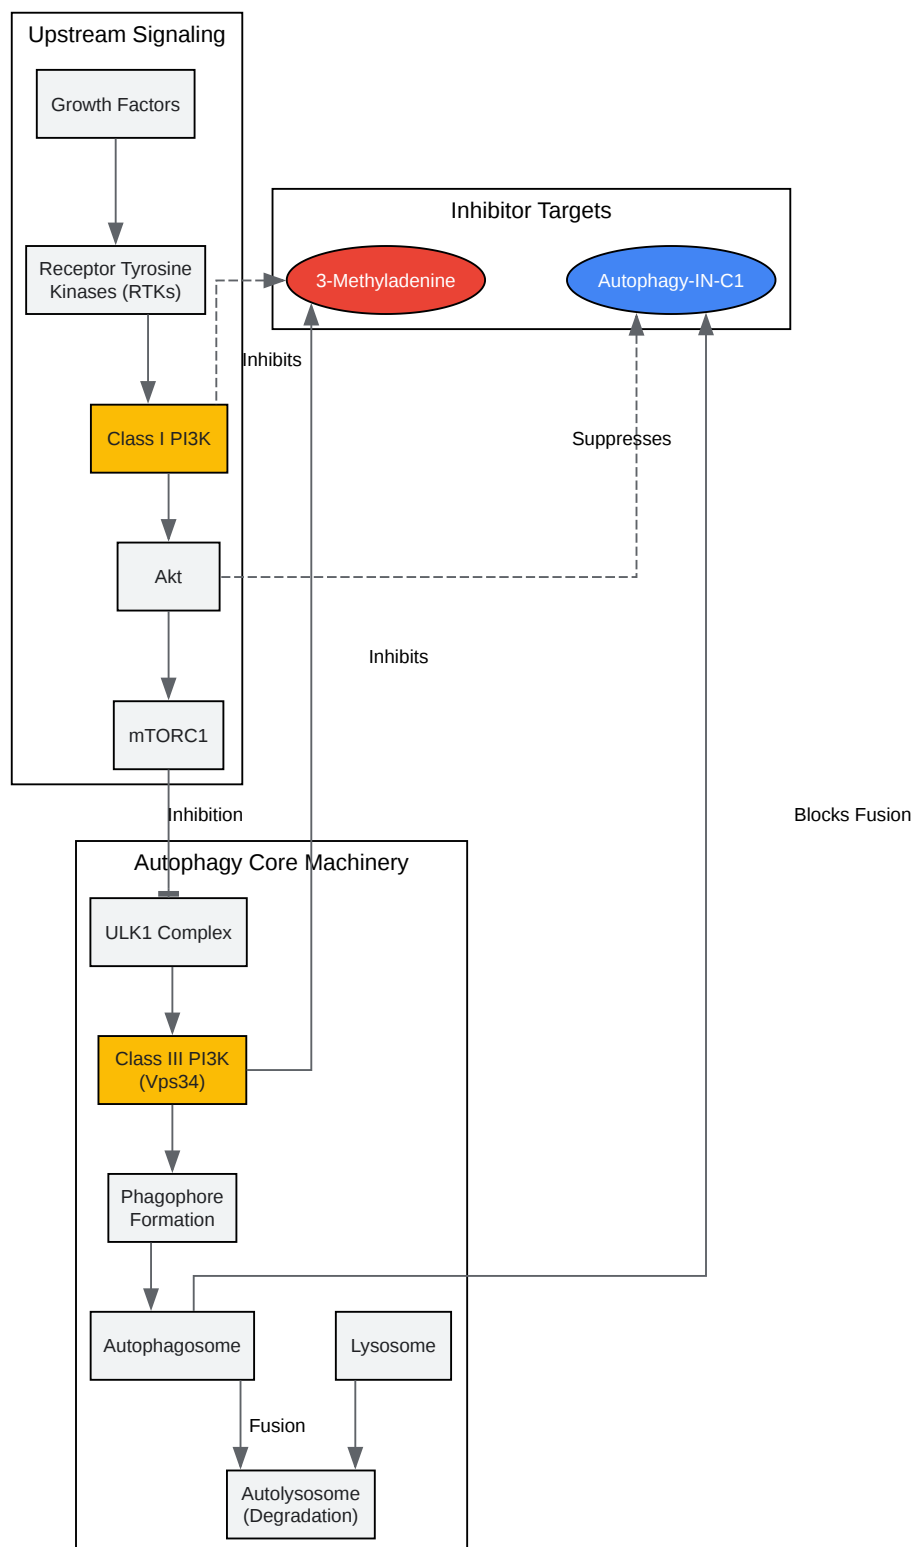 Upstream Signaling
Growth Factors
Receptor Tyrosine
Kinases (RTKs)
Class I PI3K
Akt
mTORC1
Inhibitor Targets
3-Methyladenine
Autophagy-IN-C1
Inhibits
Suppresses
Inhibits
Inhibition
Blocks Fusion
Autophagy Core Machinery
ULK1 Complex
Class III PI3K
(Vps34)
Phagophore
Formation
Autophagosome
Lysosome
Fusion
Autolysosome
(Degradation)